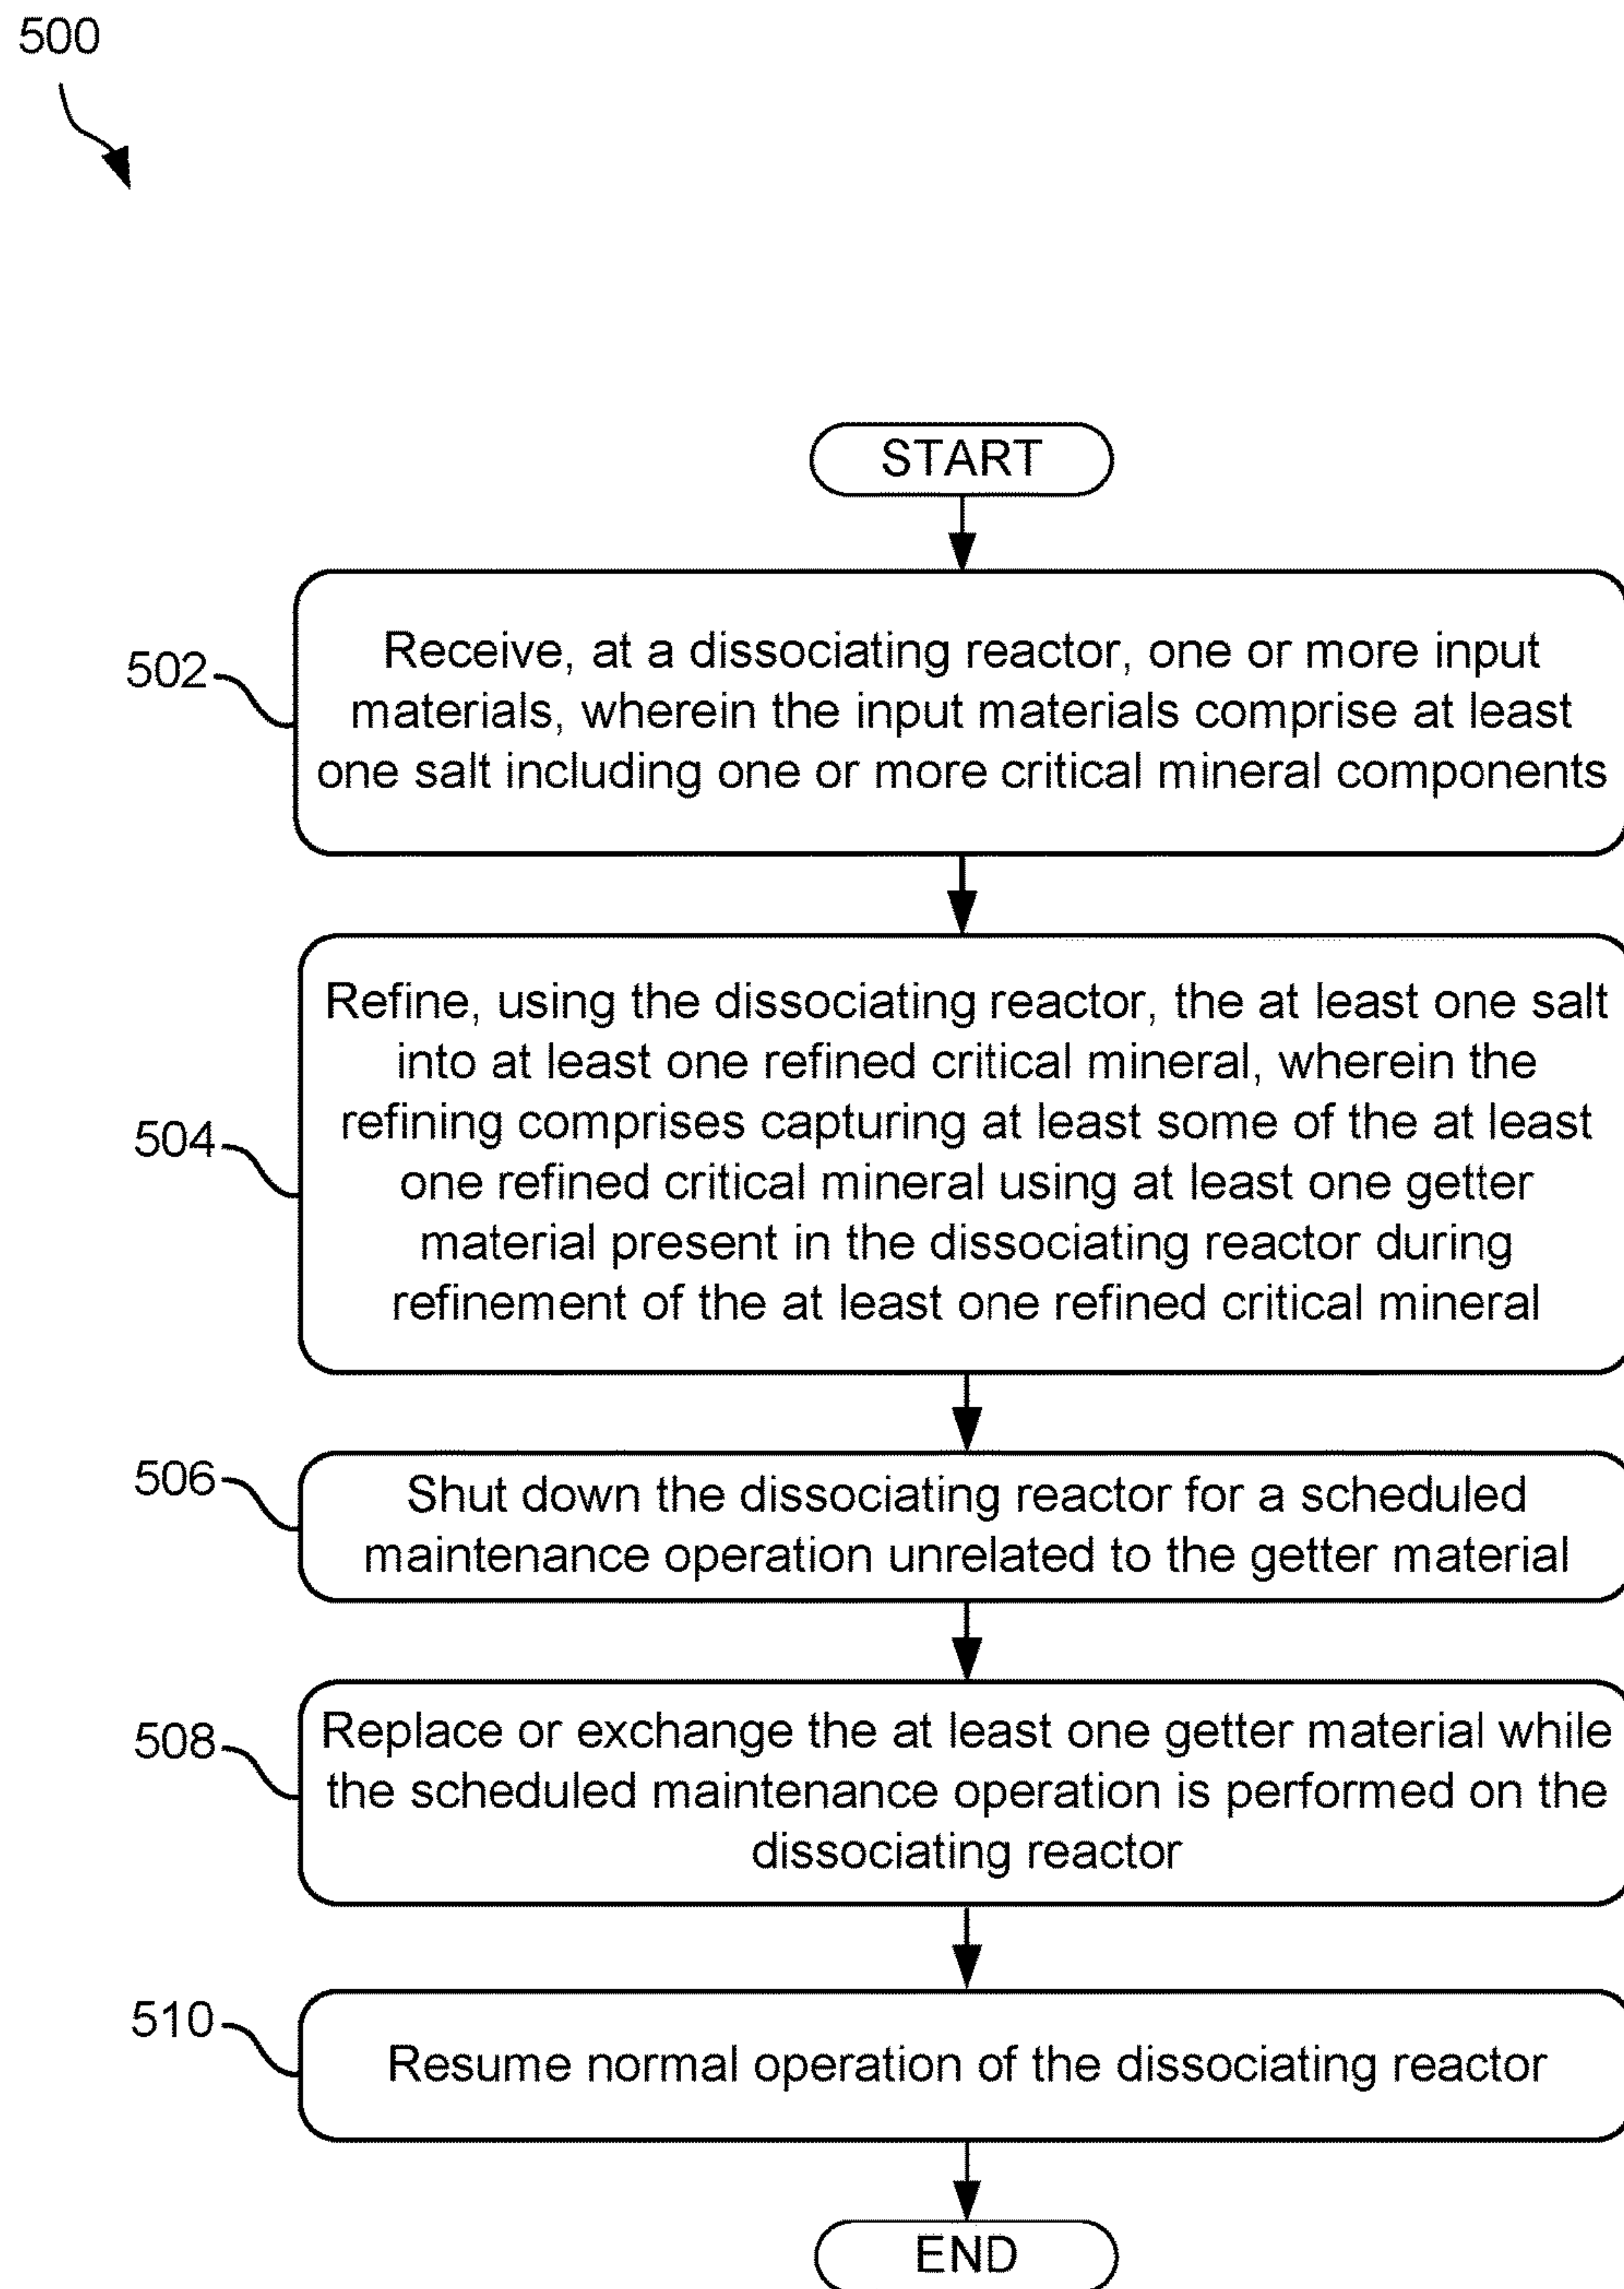 500
START
502
Receive, at a dissociating reactor, one or more input
materials, wherein the input materials comprise at least
one salt including one or more critical mineral components
504
Refine, using the dissociating reactor, the at least one salt
into at least one refined critical mineral, wherein the
refining comprises capturing at least some of the at least
one refined critical mineral using at least one getter
material present in the dissociating reactor during
refinement of the at least one refined critical mineral
506
Shut down the dissociating reactor for a scheduled
maintenance operation unrelated to the getter material
508
Replace or exchange the at least one getter material while
the scheduled maintenance operation is performed on the
dissociating reactor
510
Resume normal operation of the dissociating reactor
END